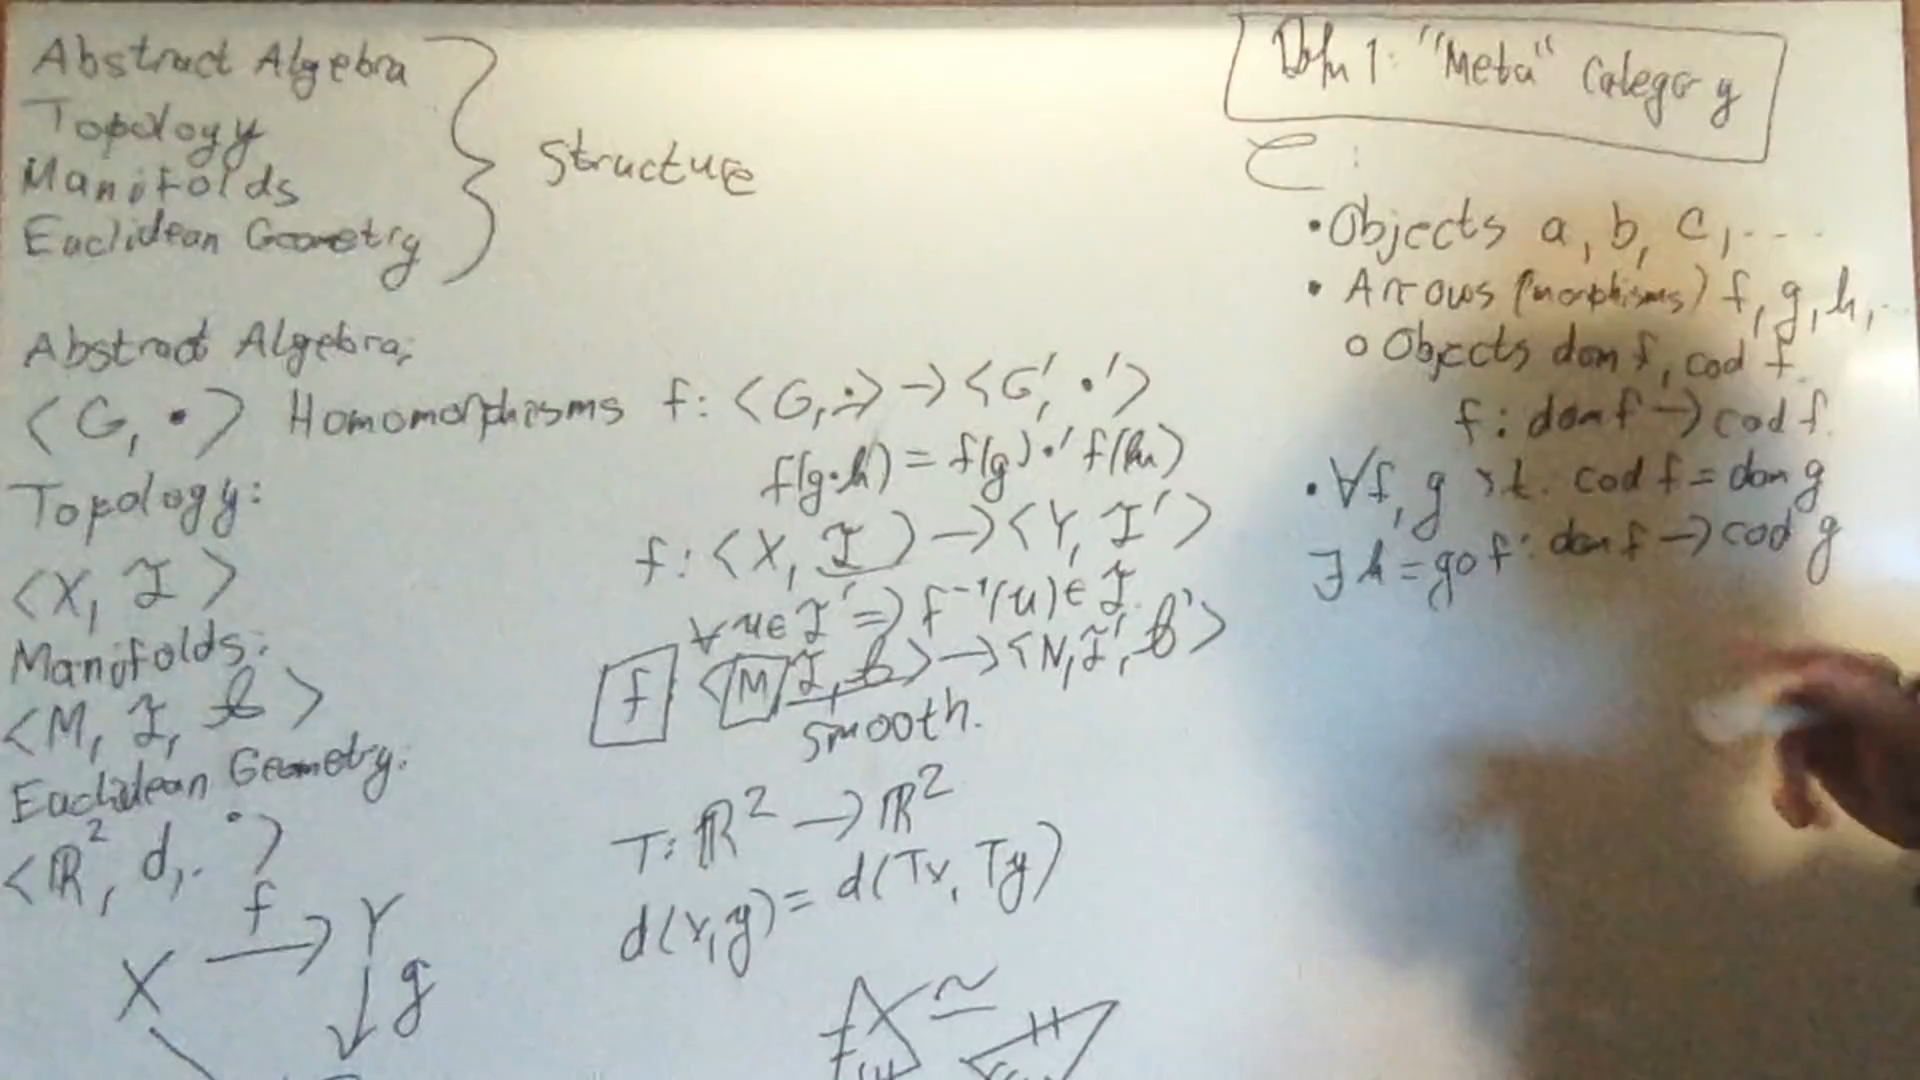 Abstract Algebra
Topology
Manifolds
Euclidean Geometry
Structure
Abstract Algebra:
<G, •> Homomorphisms f: <G, •> → <G', •'>
f(g•h) = f(g) •' f(h)
Topology:
<X, 𝒯>
f: <X, 𝒯> → <Y, 𝒯'>
∀ u ∈ 𝒯' ⇒ f⁻¹(u) ∈ 𝒯.
Manifolds:
<M, 𝒯, 𝒜>
f <M, 𝒯, 𝒜> → <N, 𝒯', 𝒜'>
smooth.
Euclidean Geometry:
<ℝ², d, •>
T: ℝ² → ℝ²
d(x,y) = d(Tx, Ty)
X f → Y
↓ g
≃
Dfn 1: "Meta" Category
C:
• Objects a, b, c, ...
• Arrows (morphisms) f, g, h, ...
o Objects dom f, cod f.
f: dom f → cod f.
• ∀f, g s.t. cod f = dom g
∃ h = g∘f: dom f → cod g